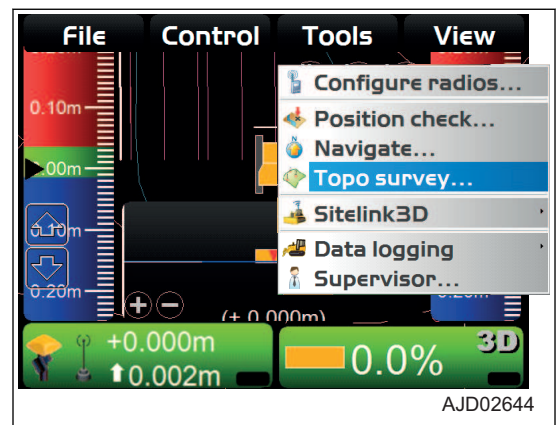 File Control Tools View
Configure radios...
0.10m
Position check...
Navigate...
0.00m
Topo survey...
Sitelink3D
0.10m
Data logging
Supervisor...
0.20m
(+ 0.000m)
+0.000m
0.002m
0.0%
3D
AJD02644